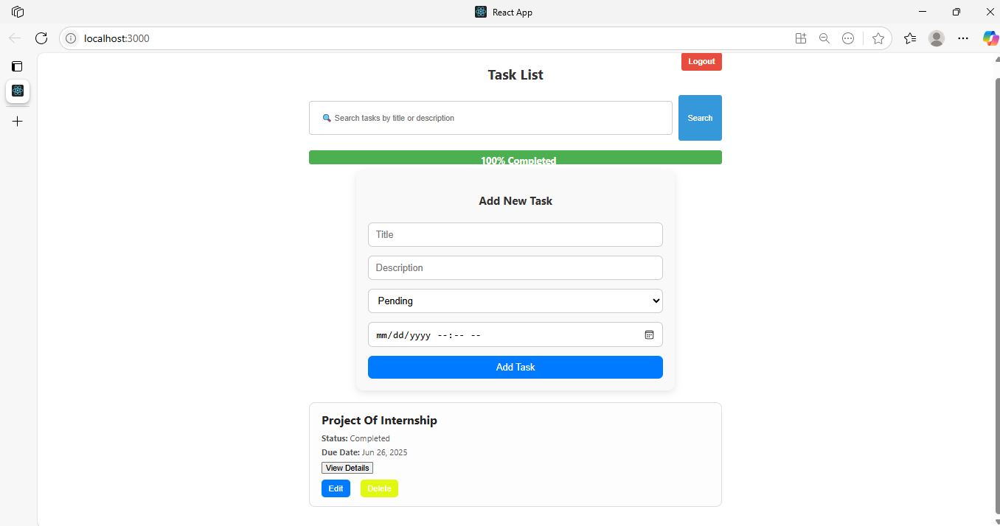 React App
localhost:3000
Logout
Task List
🔍 Search tasks by title or description
Search
100% Completed
Add New Task
Title
Description
Pending
mm/dd/yyyy --:-- --
Add Task
Project Of Internship
Status: Completed
Due Date: Jun 26, 2025
View Details
Edit Delete